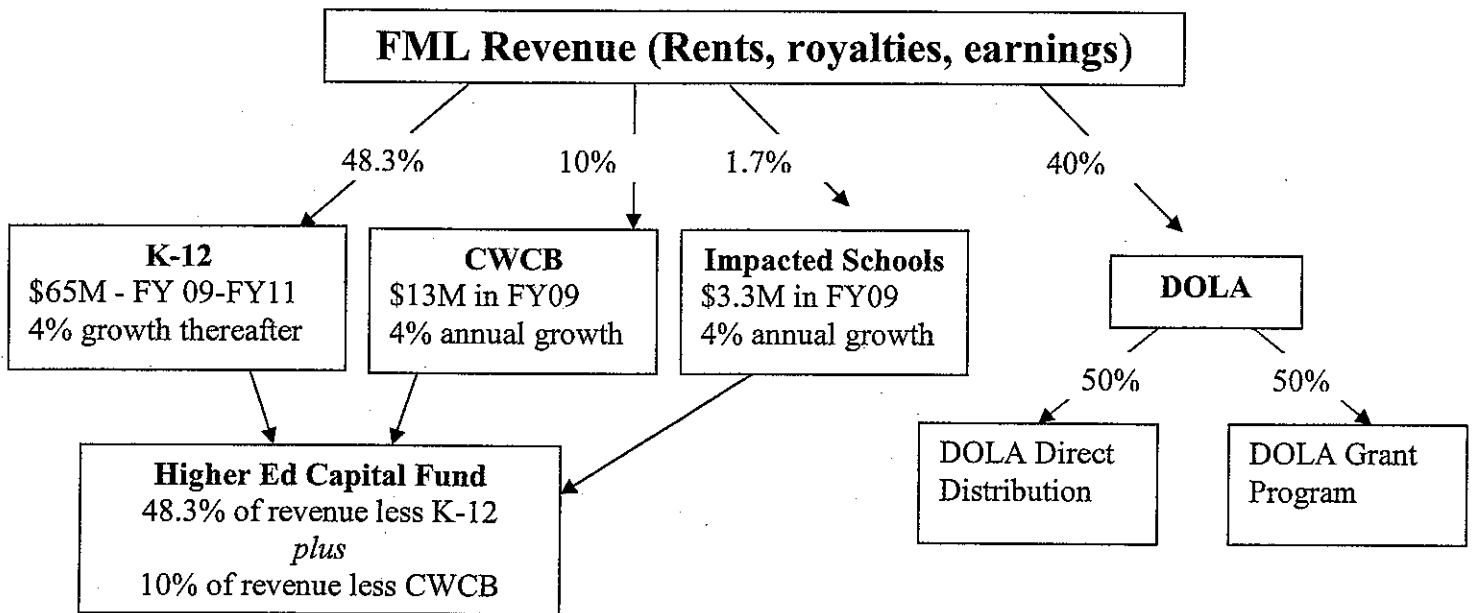 FML Revenue (Rents, royalties, earnings)
48.3%
10%
1.7%
40%
K-12
$65M - FY 09-FY11
4% growth thereafter
CWCB
$13M in FY09
4% annual growth
Impacted Schools
$3.3M in FY09
4% annual growth
DOLA
50%
50%
Higher Ed Capital Fund
48.3% of revenue less K-12
plus
10% of revenue less CWCB
DOLA Direct
Distribution
DOLA Grant
Program